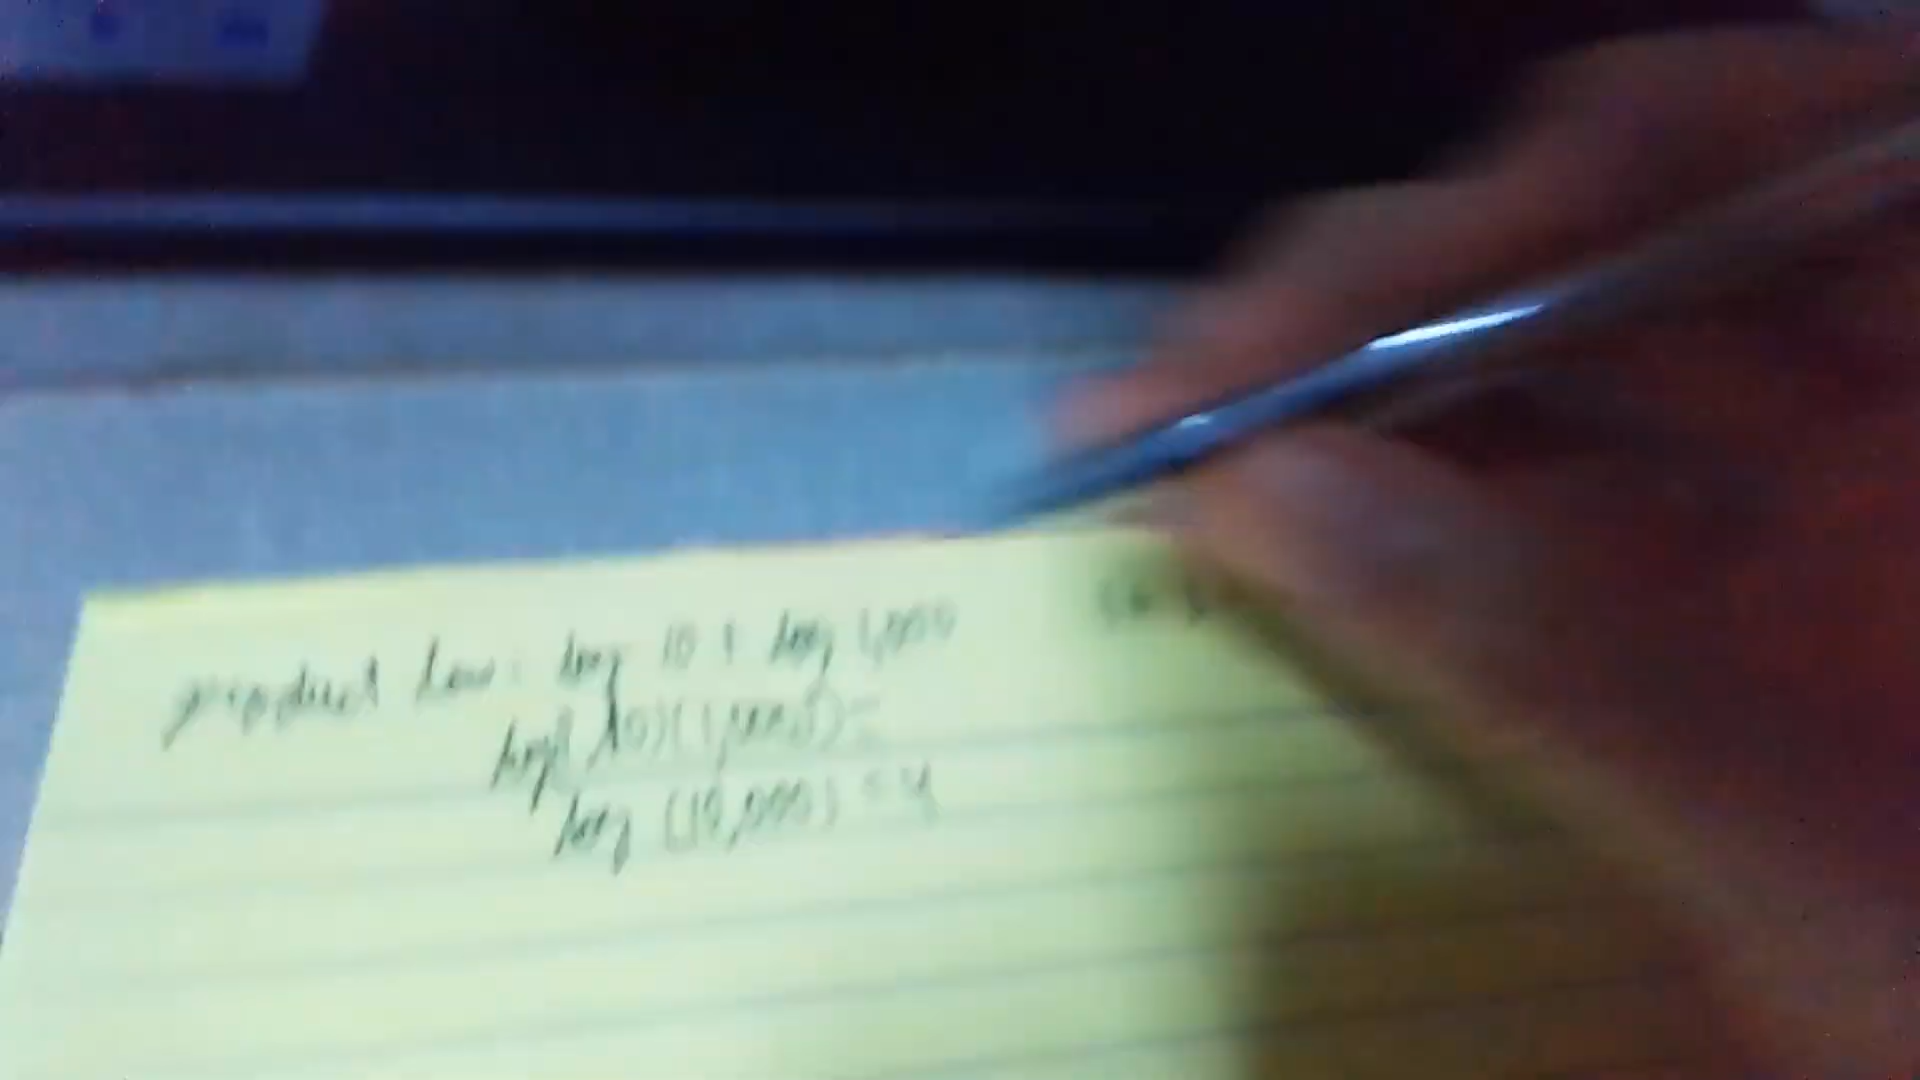 product Law: log 10 + log 1,000
log(10)(1,000)=
log (10,000) = 4